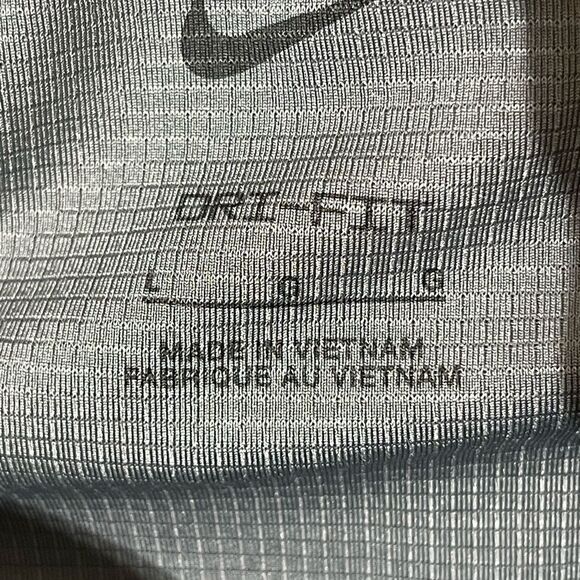 DRI-FIT
L G G
MADE IN VIETNAM
FABRIQUE AU VIETNAM